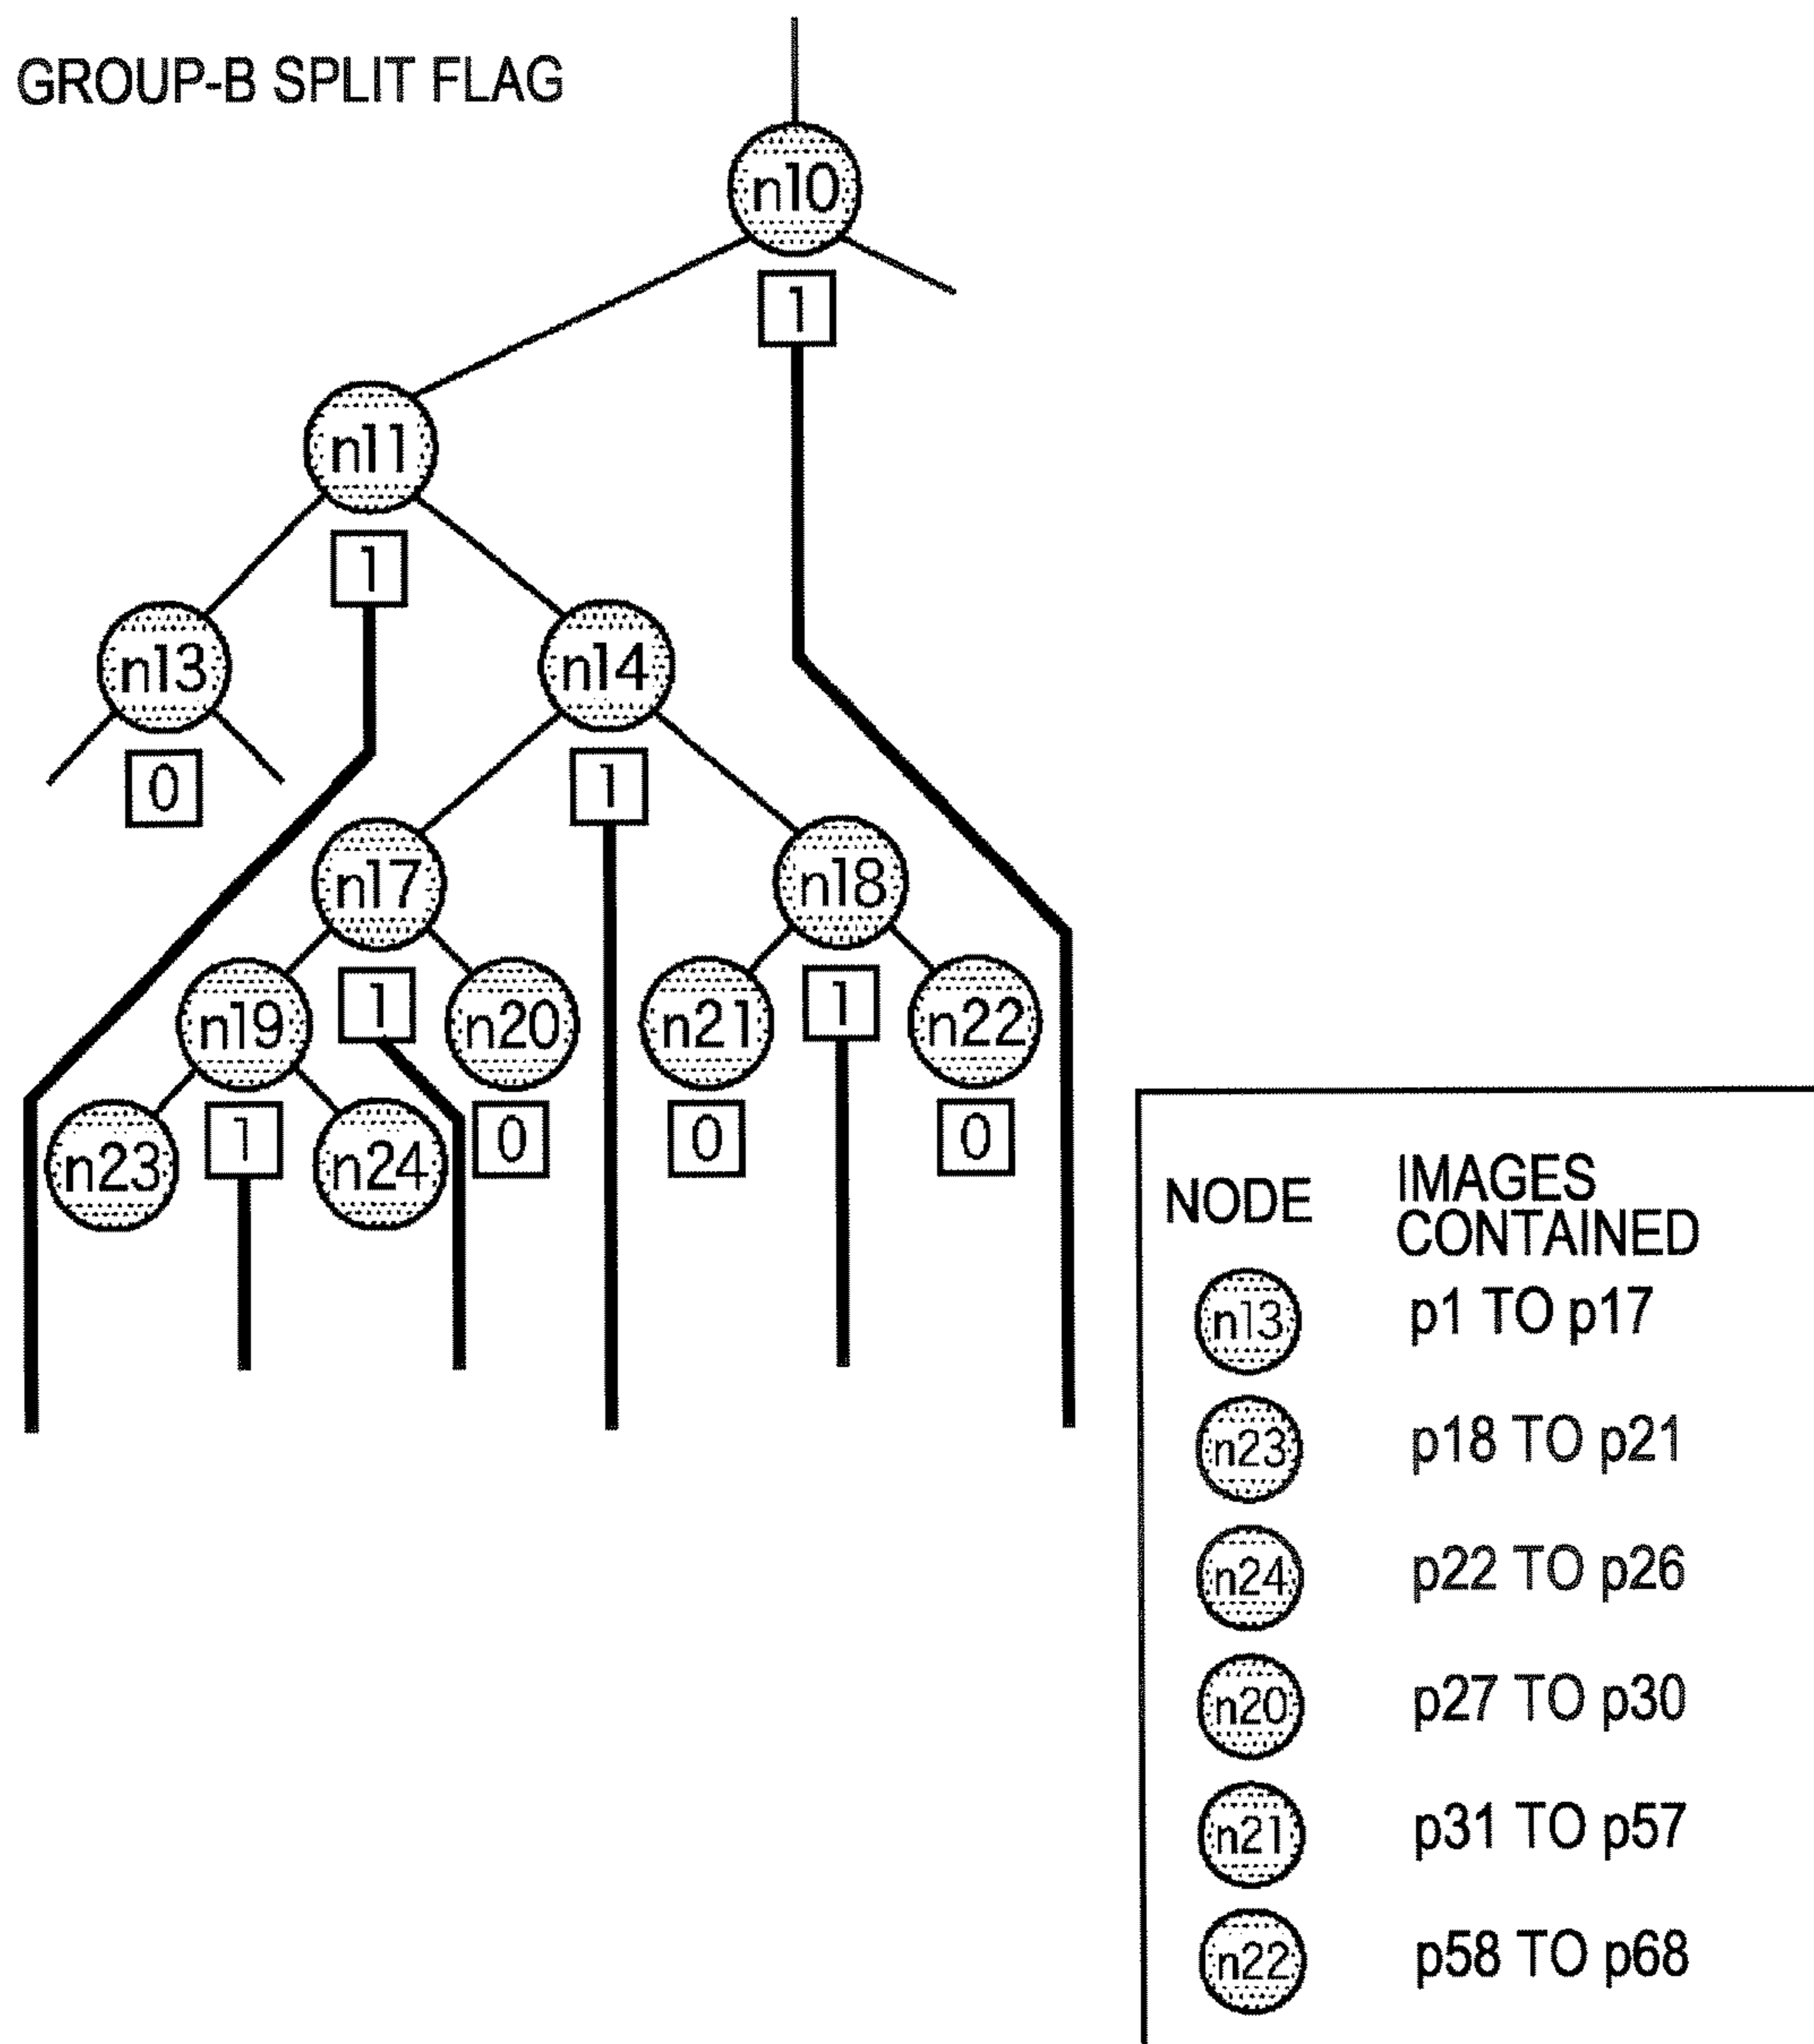 GROUP-B SPLIT FLAG
n10
1
n11
1
n13
n14
0
1
n17
n18
n19
1
n20
n21
1
n22
n23
1
n24
0
0
0
NODE IMAGES CONTAINED
n13 p1 TO p17
n23 p18 TO p21
n24 p22 TO p26
n20 p27 TO p30
n21 p31 TO p57
n22 p58 TO p68